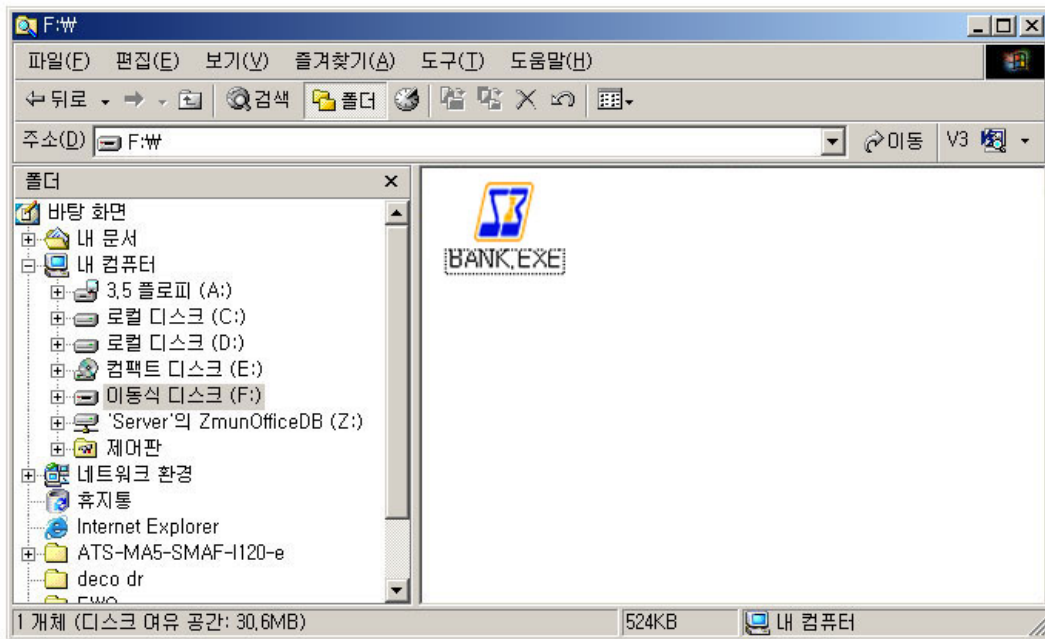 F:₩
파일(F) 편집(E) 보기(V) 즐겨찾기(A) 도구(T) 도움말(H)
뒤로 검색 폴더
주소(D) F:₩ 이동 V3
폴더
바탕 화면
내 문서
내 컴퓨터
3,5 플로피 (A:)
로컬 디스크 (C:)
로컬 디스크 (D:)
컴팩트 디스크 (E:)
이동식 디스크 (F:)
'Server'의 ZmunOfficeDB (Z:)
제어판
네트워크 환경
휴지통
Internet Explorer
ATS-MA5-SMAF-I120-e
deco dr
BANK.EXE
1 개체 (디스크 여유 공간: 30,6MB) 524KB 내 컴퓨터